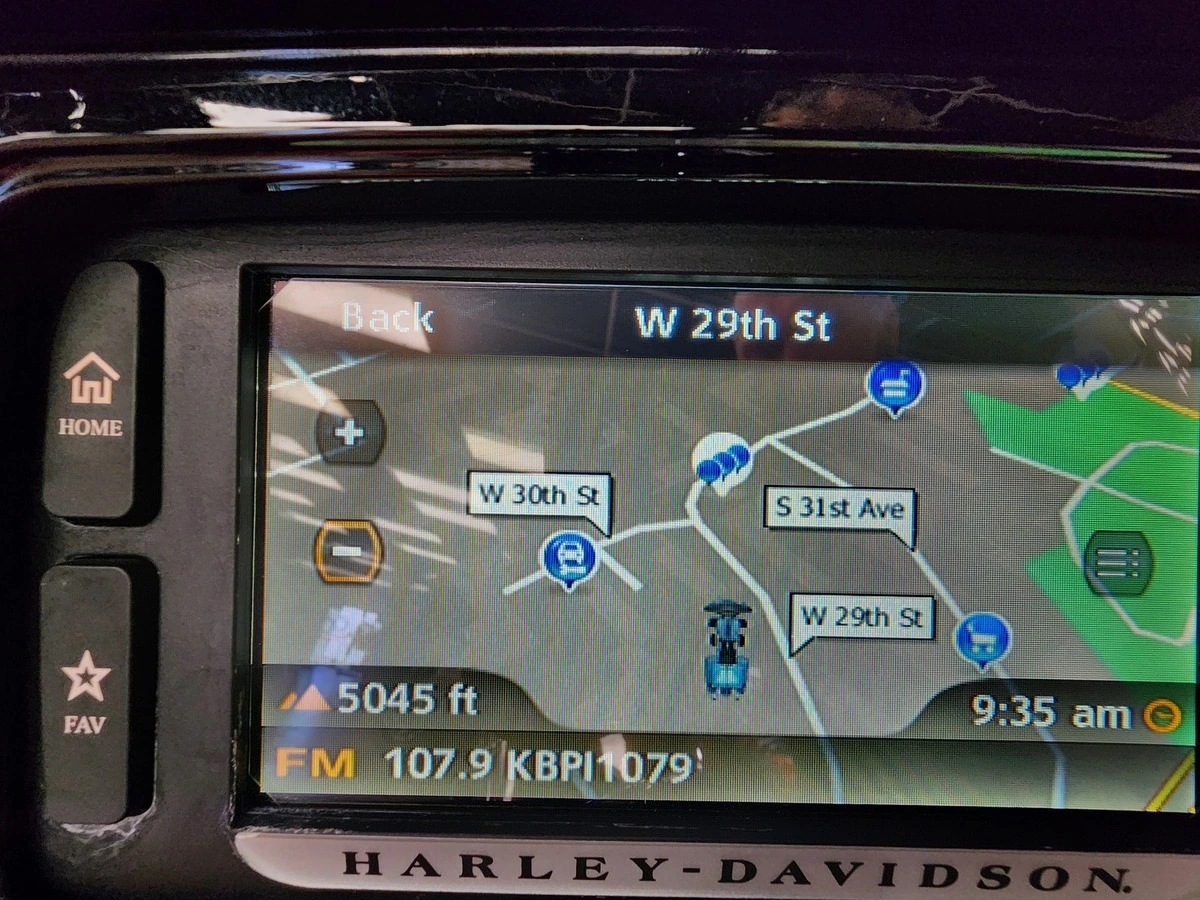 Back
W 29th St
HOME
W 30th St
S 31st Ave
W 29th St
FAV
5045 ft
9:35 am
FM 107.9 KBPI1079
HARLEY-DAVIDSON.